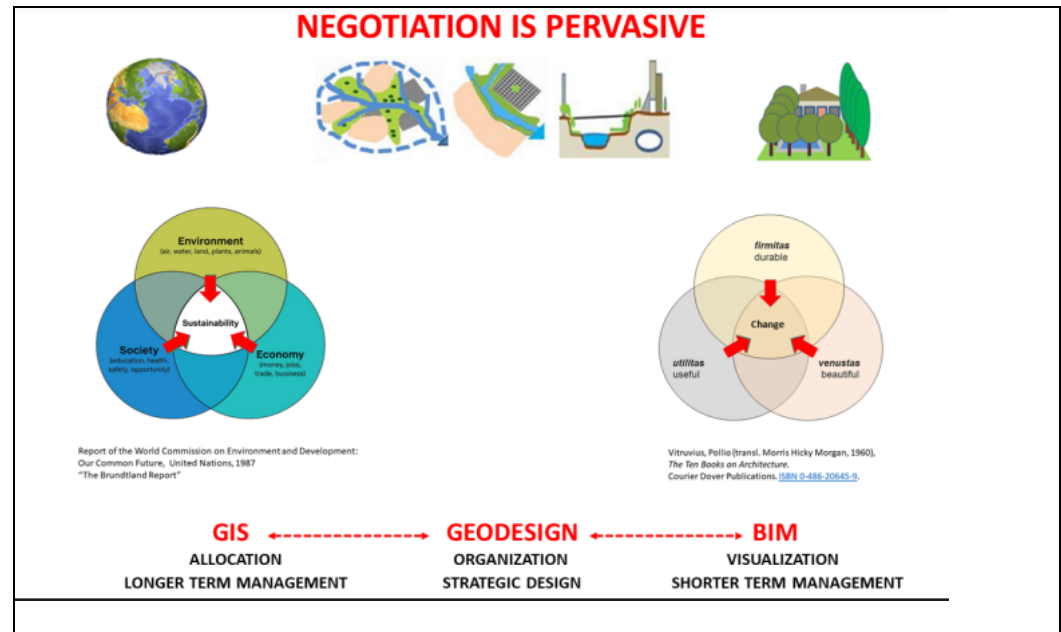 NEGOTIATION IS PERVASIVE
Environment
(air, water, land, plants, animals)
Sustainability
Society
(education, health,
safety, opportunity)
Economy
(money, jobs,
trade, business)
firmitas
durable
Change
utilitas
useful
venustas
beautiful
Report of the World Commission on Environment and Development:
Our Common Future, United Nations, 1987
"The Brundtland Report"
Vitruvius, Pollio (transl. Morris Hicky Morgan, 1960),
The Ten Books on Architecture.
Courier Dover Publications. ISBN 0-486-20645-9.
GIS GEODESIGN BIM
ALLOCATION ORGANIZATION VISUALIZATION
LONGER TERM MANAGEMENT STRATEGIC DESIGN SHORTER TERM MANAGEMENT